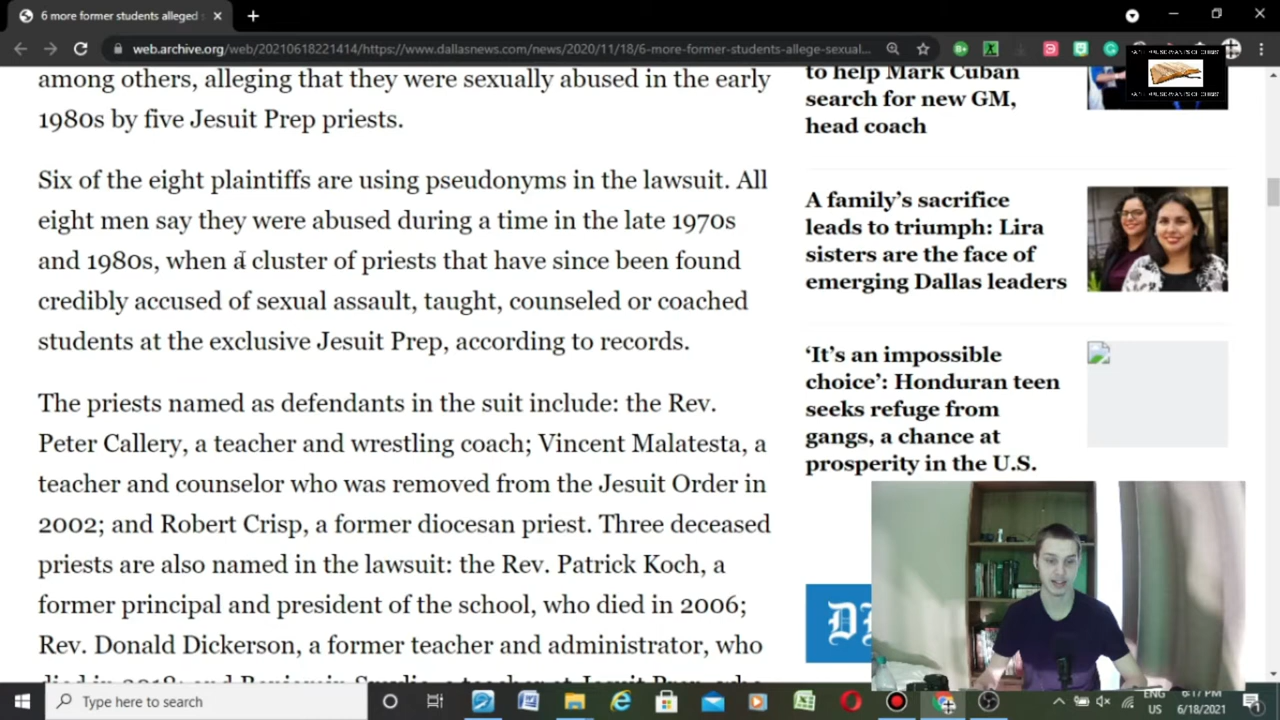 6 more former students alleged
web.archive.org/web/20210618221414/https://www.dallasnews.com/news/2020/11/18/6-more-former-students-allege-sexual...
among others, alleging that they were sexually abused in the early
1980s by five Jesuit Prep priests.
Six of the eight plaintiffs are using pseudonyms in the lawsuit. All
eight men say they were abused during a time in the late 1970s
and 1980s, when a cluster of priests that have since been found
credibly accused of sexual assault, taught, counseled or coached
students at the exclusive Jesuit Prep, according to records.
The priests named as defendants in the suit include: the Rev.
Peter Callery, a teacher and wrestling coach; Vincent Malatesta, a
teacher and counselor who was removed from the Jesuit Order in
2002; and Robert Crisp, a former diocesan priest. Three deceased
priests are also named in the lawsuit: the Rev. Patrick Koch, a
former principal and president of the school, who died in 2006;
Rev. Donald Dickerson, a former teacher and administrator, who
to help Mark Cuban
search for new GM,
head coach
A family's sacrifice
leads to triumph: Lira
sisters are the face of
emerging Dallas leaders
'It's an impossible
choice': Honduran teen
seeks refuge from
gangs, a chance at
prosperity in the U.S.
Type here to search
ENG
US
6:17 PM
6/18/2021